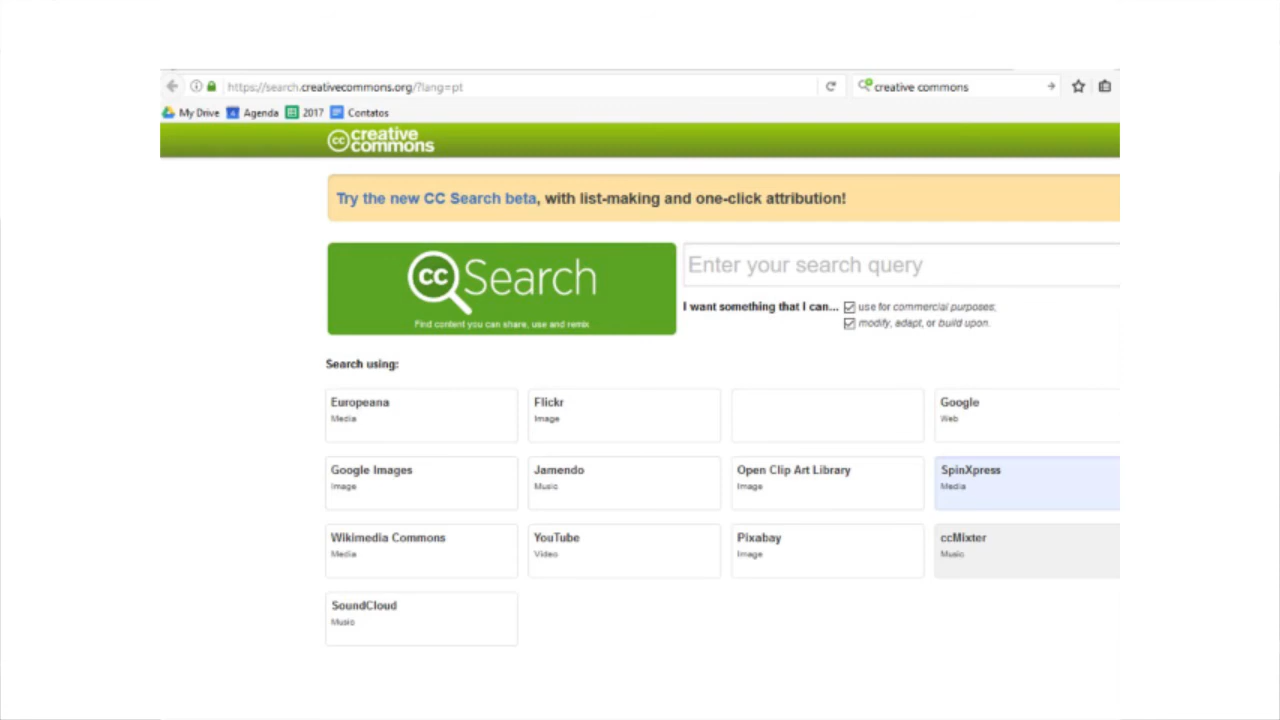 https://search.creativecommons.org/?lang=pt
creative commons
My Drive Agenda 2017 Contatos
cc creative commons
Try the new CC Search beta, with list-making and one-click attribution!
cc Search
Find content you can share, use and remix
Enter your search query
I want something that I can... use for commercial purposes;
modify, adapt, or build upon.
Search using:
Europeana
Media
Flickr
Image
Google
Web
Google Images
Image
Jamendo
Music
Open Clip Art Library
Image
SpinXpress
Media
Wikimedia Commons
Media
YouTube
Video
Pixabay
Image
ccMixter
Music
SoundCloud
Music